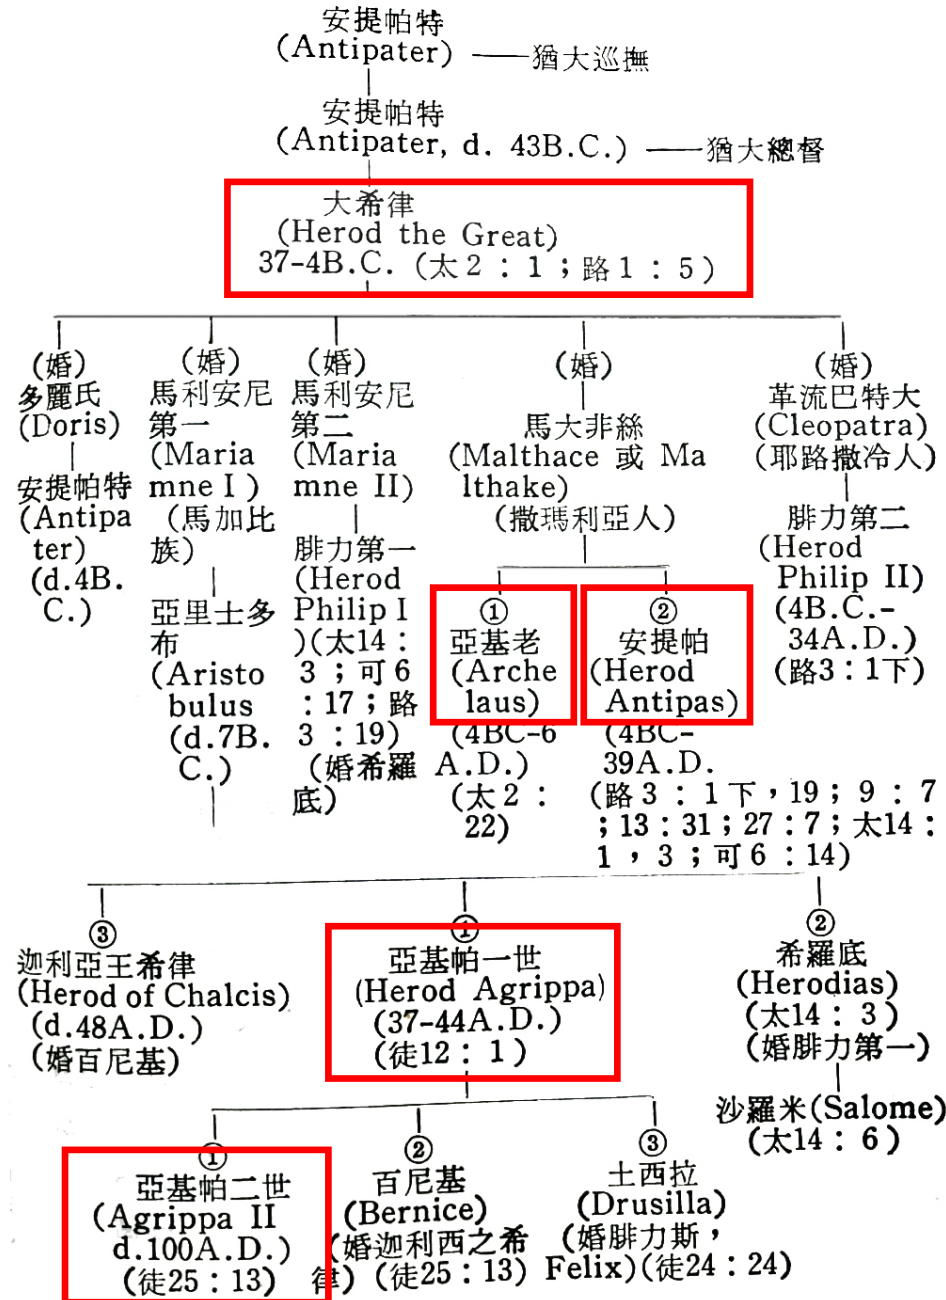 安提帕特
(Antipater) ——猶大巡撫
安提帕特
(Antipater, d. 43B.C.) ——猶大總督
大希律
(Herod the Great)
37-4B.C. (太2:1;路1:5)
(婚)
多麗氏
(Doris)
安提帕特
(Antipa
ter)
(d.4B.
C.)
(婚)
馬利安尼
第一
(Maria
mne I)
(馬加比
族)
亞里士多
布
(Aristo
bulus
(d.7B.
C.)
(婚)
馬利安尼
第二
(Maria
mne II)
腓力第一
(Herod
Philip I
)(太14:
3;可6
:17;路
3:19)
(婚希羅
底)
(婚)
馬大非絲
(Malthace 或 Ma
lthake)
(撒瑪利亞人)
①
亞基老
(Arche
laus)
(4BC-6
A.D.)
(太2:
22)
②
安提帕
(Herod
Antipas)
(4BC-
39A.D.
(路3:1下,19;9:7
;13:31;27:7;太14:
1,3;可6:14)
(婚)
革流巴特大
(Cleopatra)
(耶路撒冷人)
腓力第二
(Herod
Philip II)
(4B.C.-
34A.D.)
(路3:1下)
③
迦利亞王希律
(Herod of Chalcis)
(d.48A.D.)
(婚百尼基)
①
亞基帕一世
(Herod Agrippa)
(37-44A.D.)
(徒12:1)
②
希羅底
(Herodias)
(太14:3)
(婚腓力第一)
沙羅米(Salome)
(太14:6)
①
亞基帕二世
(Agrippa II
d.100A.D.)
(徒25:13)
②
百尼基
(Bernice)
(婚迦利西之希
律) (徒25:13)
③
土西拉
(Drusilla)
(婚腓力斯,
Felix)(徒24:24)